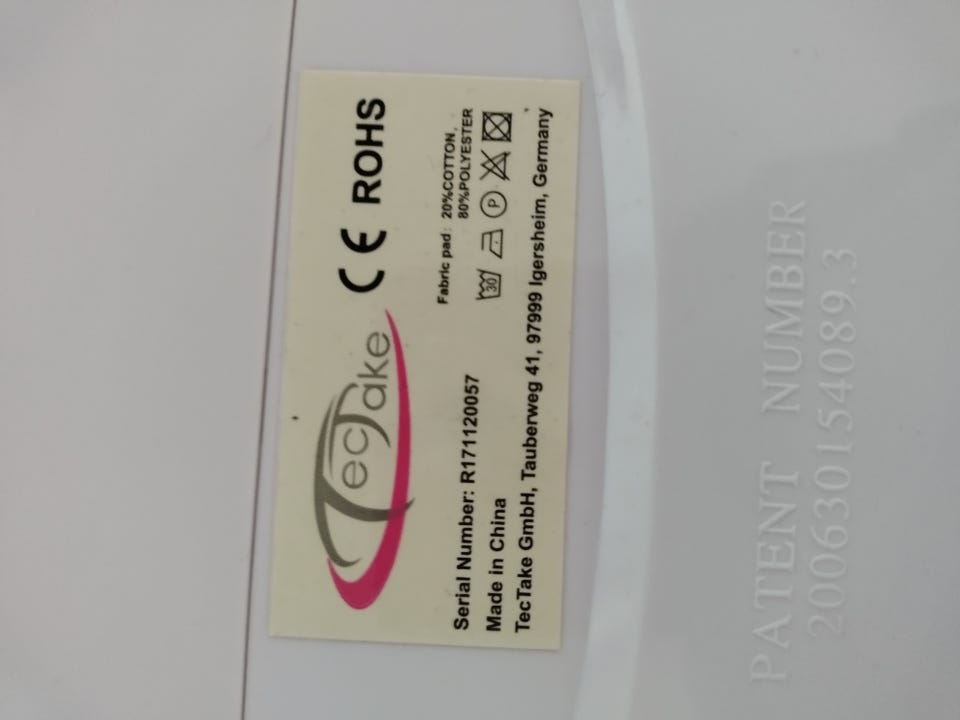 TecTake
CE ROHS
Fabric pad: 20%COTTON,
80%POLYESTER
30 P
Serial Number: R171120057
Made in China
TecTake GmbH, Tauberweg 41, 97999 Igersheim, Germany
PATENT NUMBER
200630154089.3